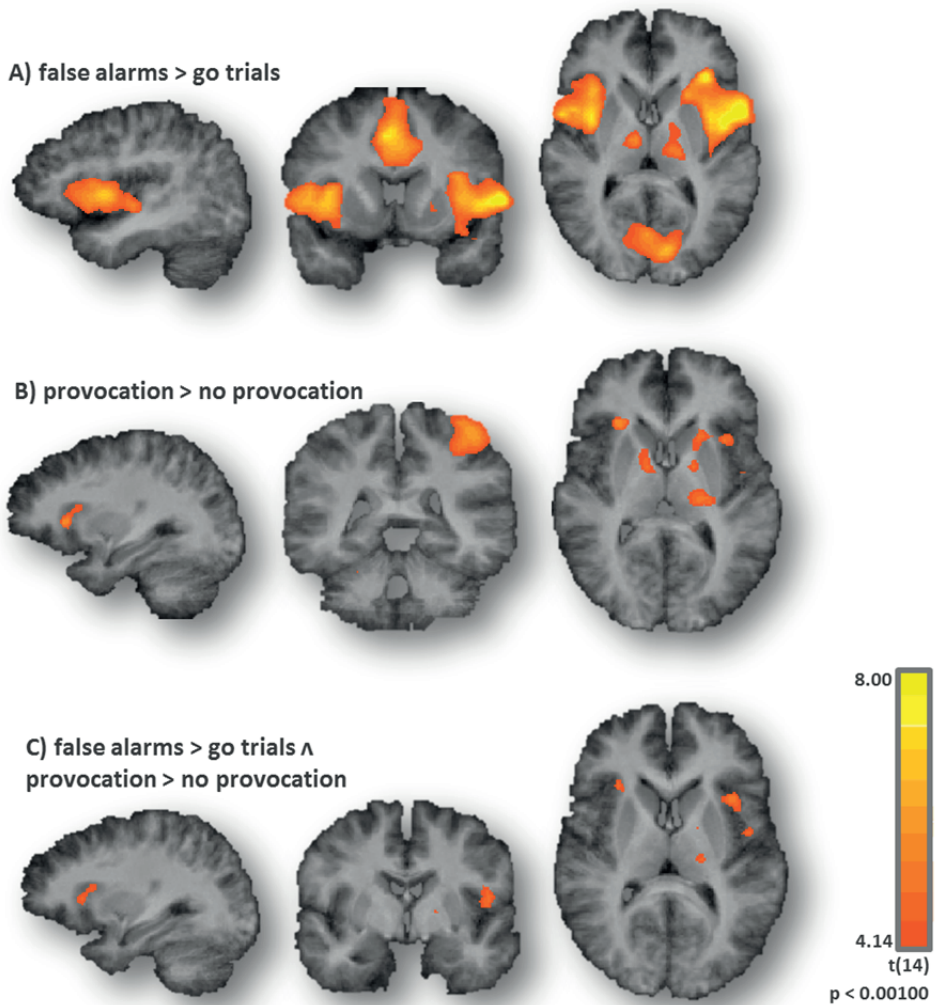 A) false alarms > go trials
B) provocation > no provocation
C) false alarms > go trials ∧
provocation > no provocation
8.00
4.14
t(14)
p < 0.00100